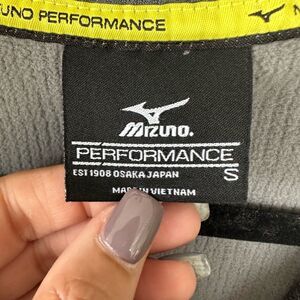 UNO PERFORMANCE
MIZUNO.
PERFORMANCE S
EST 1908 OSAKA JAPAN
MADE IN VIETNAM